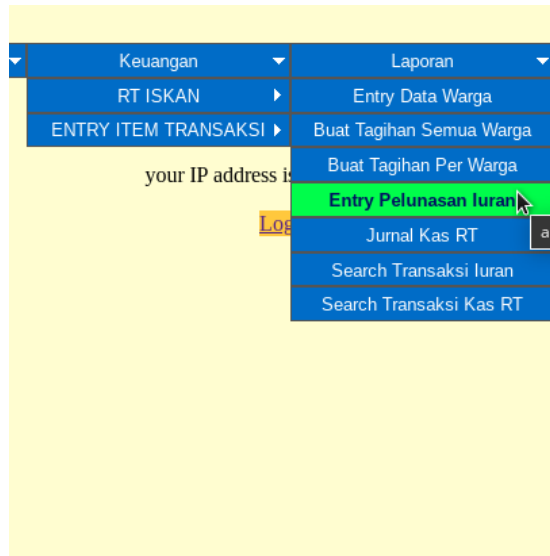 Keuangan
Laporan
RT ISKAN
Entry Data Warga
ENTRY ITEM TRANSAKSI
Buat Tagihan Semua Warga
Buat Tagihan Per Warga
your IP address is
Entry Pelunasan Iuran
Log
Jurnal Kas RT
a
Search Transaksi Iuran
Search Transaksi Kas RT